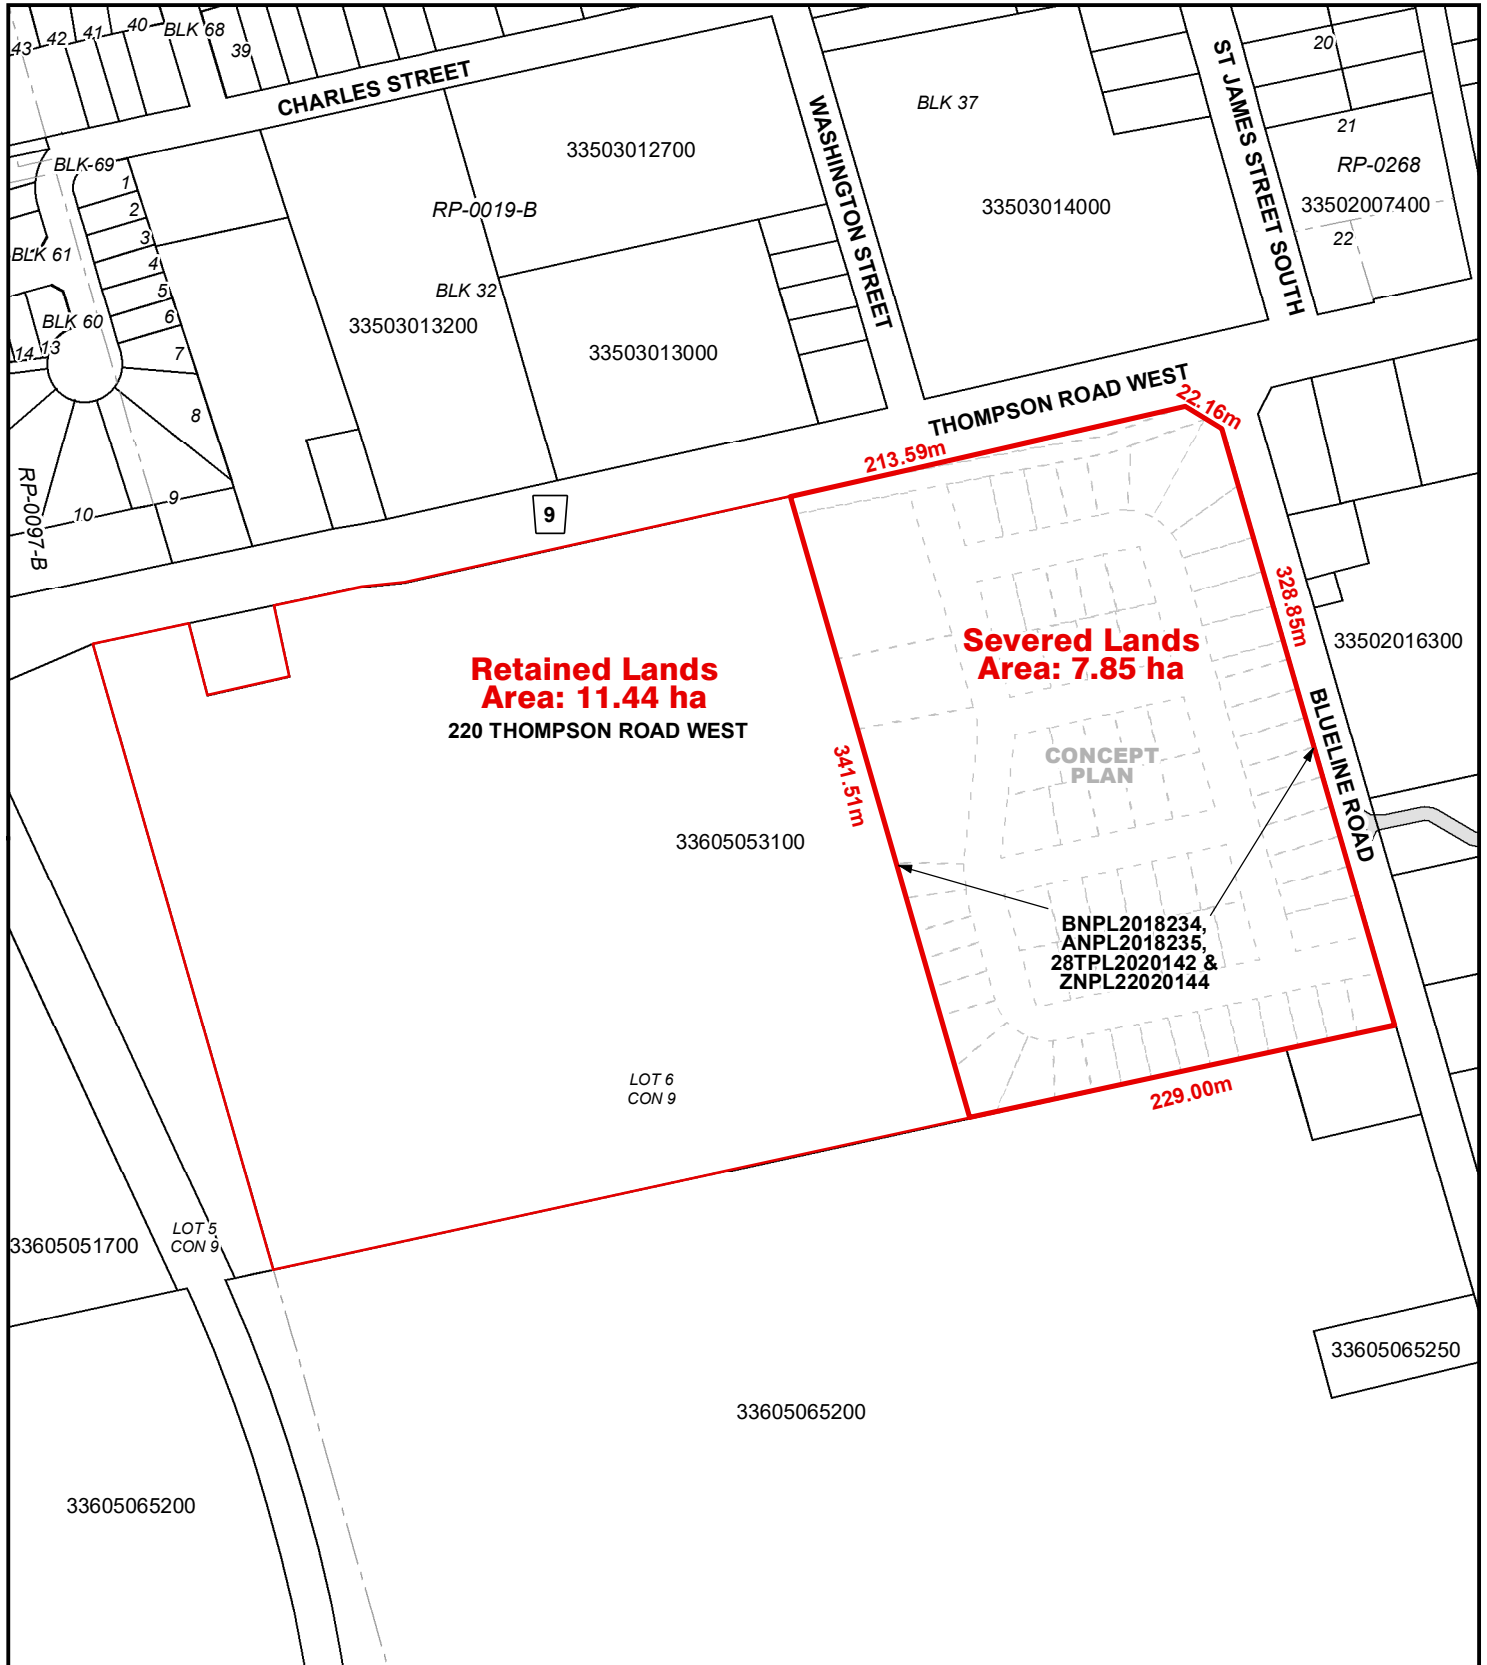 43
42
41
40
BLK 68
39
CHARLES STREET
WASHINGTON STREET
BLK 37
ST JAMES STREET SOUTH
20
21
RP-0268
33502007400
22
33503012700
33503014000
BLK-69
1
2
3
4
5
6
7
8
RP-0019-B
BLK 61
BLK 32
BLK 60
33503013200
33503013000
14
13
RP-0097-B
10
9
9
THOMPSON ROAD WEST
22.16m
213.59m
328.85m
33502016300
Retained Lands
Area: 11.44 ha
220 THOMPSON ROAD WEST
Severed Lands
Area: 7.85 ha
CONCEPT
PLAN
341.51m
BLUELINE ROAD
33605053100
BNPL2018234,
ANPL2018235,
28TPL2020142 &
ZNPL22020144
LOT 6
CON 9
229.00m
LOT 5
CON 9
33605051700
33605065250
33605065200
33605065200